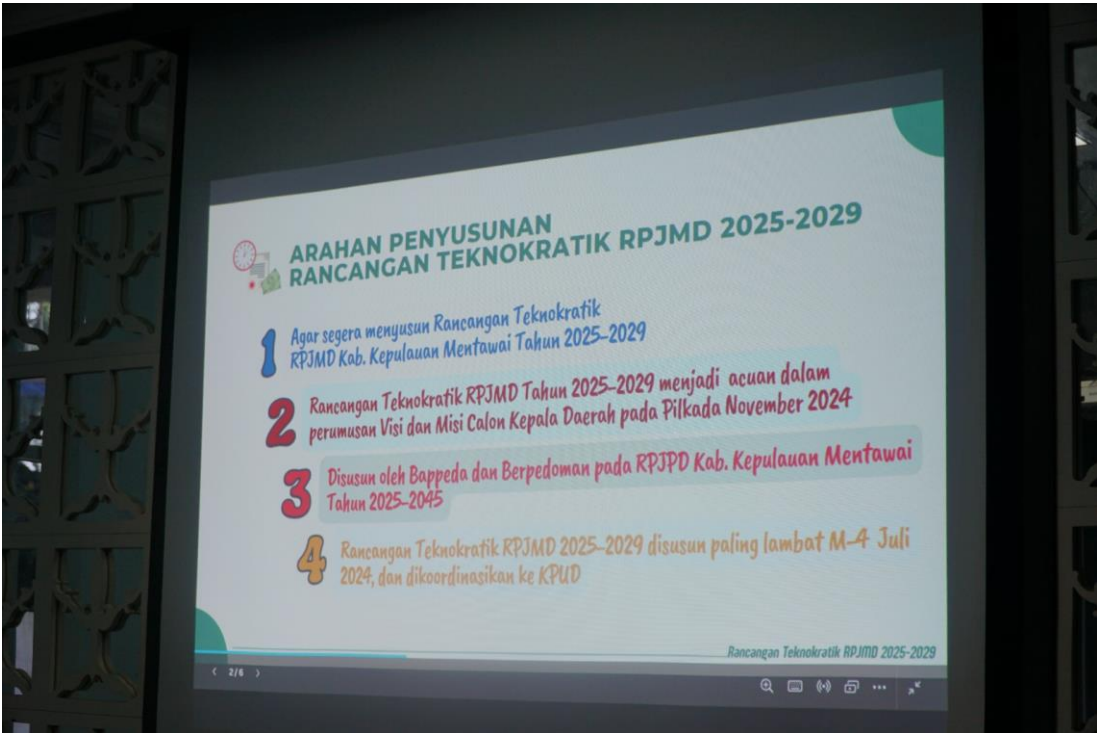 ARAHAN PENYUSUNAN
RANCANGAN TEKNOKRATIK RPJMD 2025-2029
1 Agar segera menyusun Rancangan Teknokratik
RPJMD Kab. Kepulauan Mentawai Tahun 2025-2029
2 Rancangan Teknokratik RPJMD Tahun 2025-2029 menjadi acuan dalam
perumusan Visi dan Misi Calon Kepala Daerah pada Pilkada November 2024
3 Disusun oleh Bappeda dan Berpedoman pada RPJPD Kab. Kepulauan Mentawai
Tahun 2025-2045
4 Rancangan Teknokratik RPJMD 2025-2029 disusun paling lambat M-4 Juli
2024, dan dikoordinasikan ke KPUD
Rancangan Teknokratik RPJMD 2025-2029
2/6